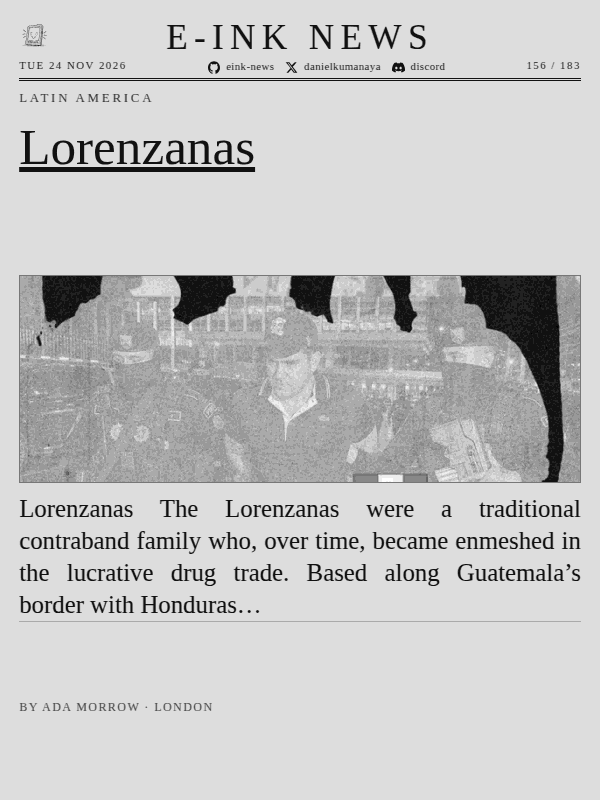 E-INK NEWS
TUE 24 NOV 2026
eink-news danielkumanaya discord
156 / 183
LATIN AMERICA
Lorenzanas
Lorenzanas The Lorenzanas were a traditional
contraband family who, over time, became enmeshed in
the lucrative drug trade. Based along Guatemala’s
border with Honduras…
BY ADA MORROW · LONDON